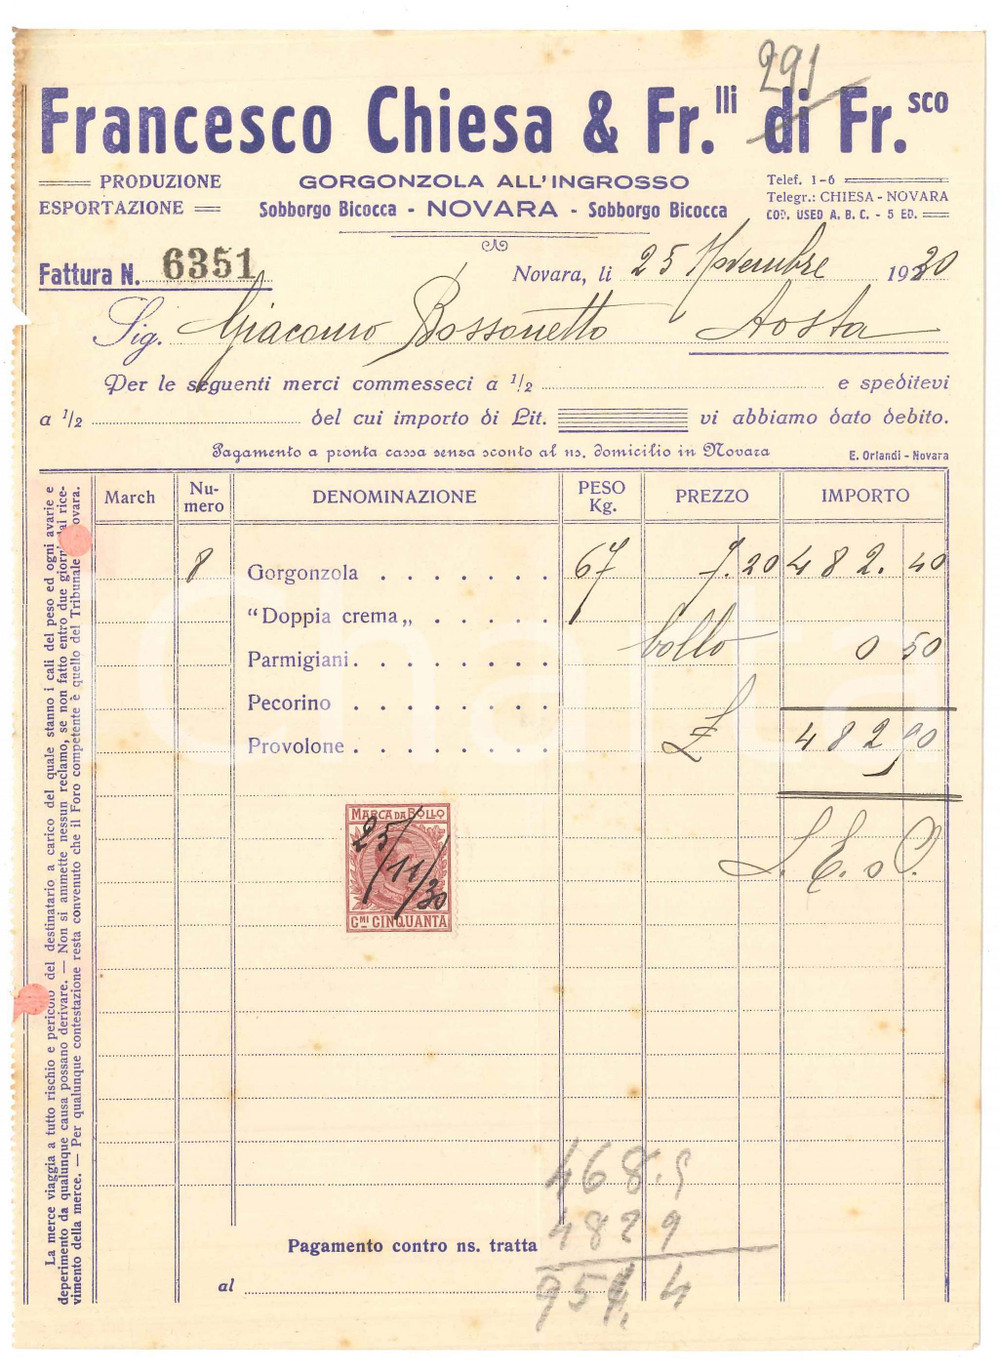 291
Francesco Chiesa & Fr.lli di Fr.sco
PRODUZIONE
ESPORTAZIONE
GORGONZOLA ALL'INGROSSO
Sobborgo Bicocca - NOVARA - Sobborgo Bicocca
Telef. 1-6
Telegr.: CHIESA - NOVARA
COD. USED A. B. C. - 5 ED.
Fattura N. 6351
Novara, li 25 Novembre 1930
Sig. Giacomo Bossonetto Aosta
Per le seguenti merci commesseci a ½ e speditevi
a ½ del cui importo di Lit. vi abbiamo dato debito.
Pagamento a pronta cassa senza sconto al ns. domicilio in Novara
E. Orlandi - Novara
March Numero DENOMINAZIONE PESO Kg. PREZZO IMPORTO
8 Gorgonzola . . . . . . . 67 7.20 482.40
"Doppia crema„ . . . . .
bollo 0 50
Parmigiani . . . . . . . .
Pecorino . . . . . . . .
Provolone . . . . . . . . £ 482,90
MARCA DA BOLLO
25/11/30
CMI CINQUANTA
S. E. o O.
La merce viaggia a tutto rischio e pericolo del destinatario a carico del quale stanno i cali del peso ed ogni avarie e
deperimento da qualunque causa possano derivare. — Non si ammette nessun reclamo, se non fatto entro due giorni dai rice-
vimento della merce. — Per qualunque contestazione resta convenuto che il Foro competente è quello del Tribunale Novara.
468.9
Pagamento contro ns. tratta
4829
al
951.4
Charta